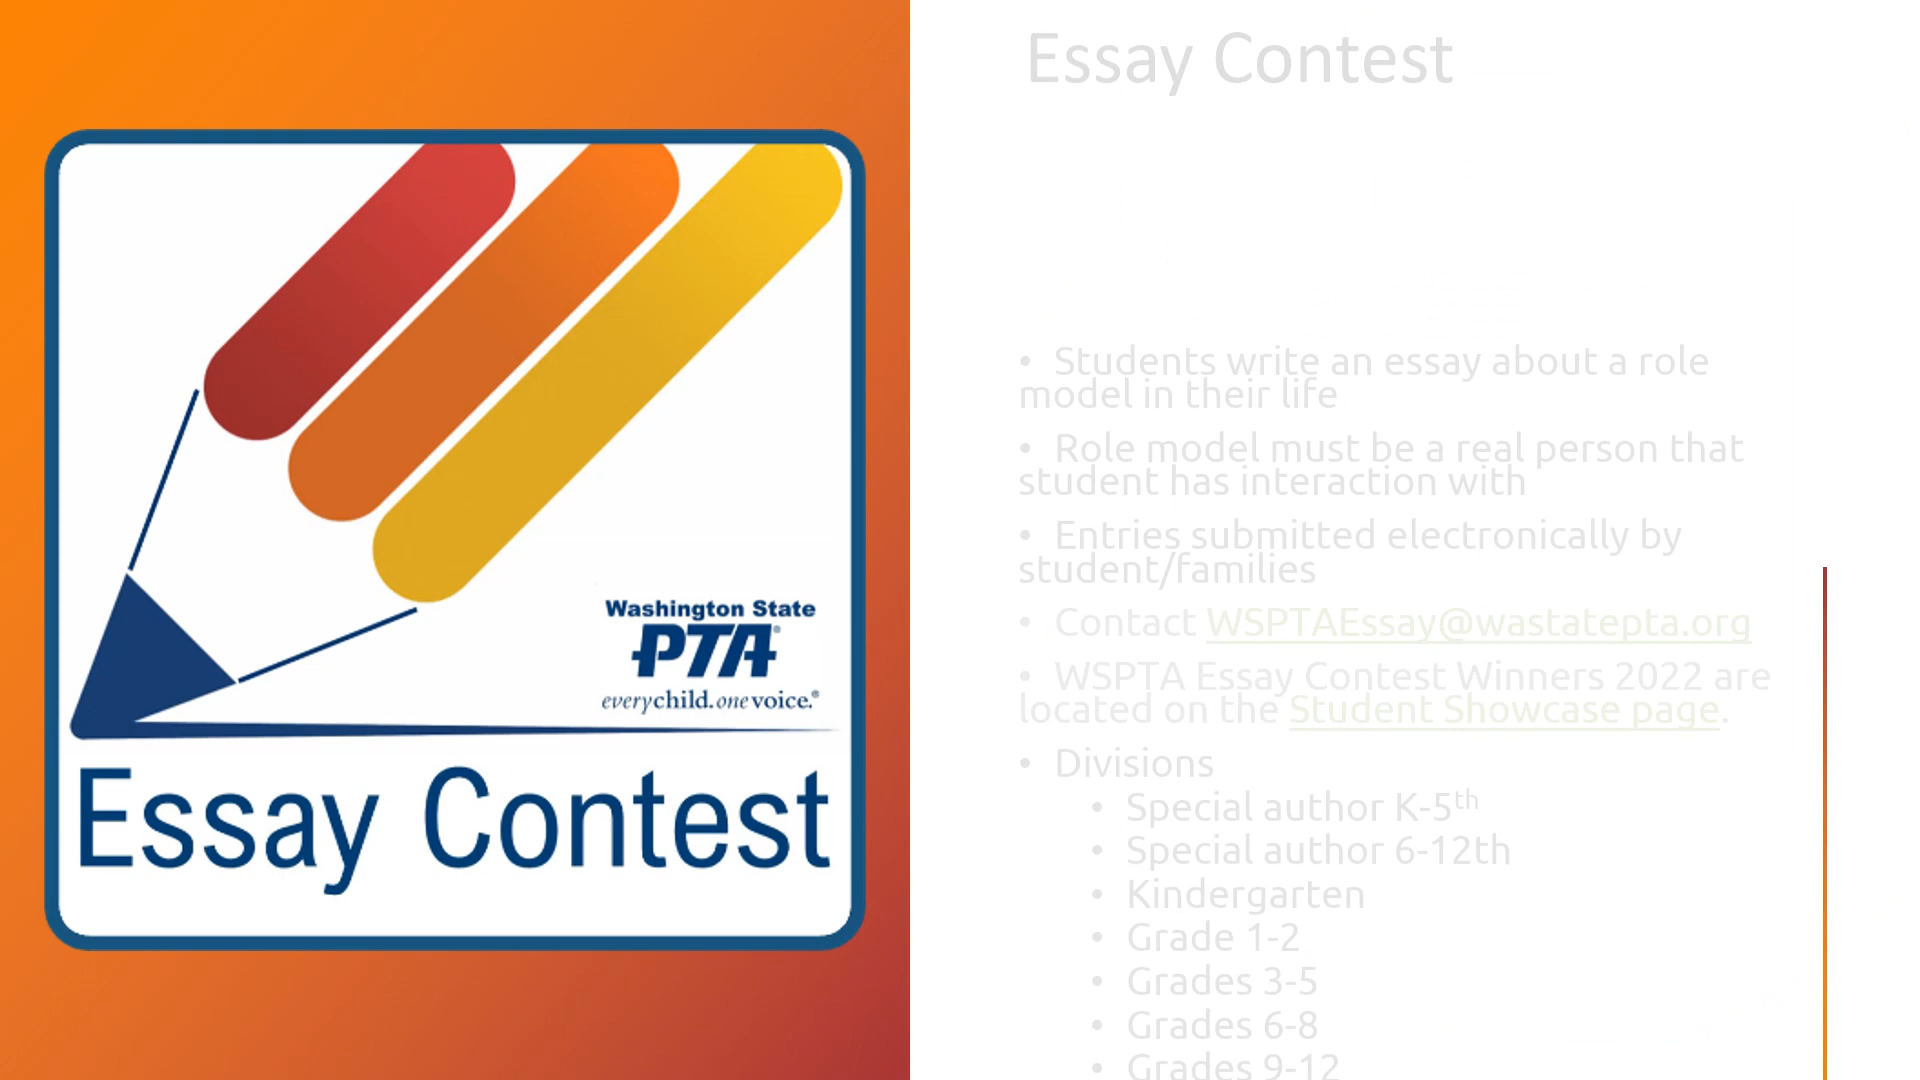 Washington State
PTA®
everychild.onevoice.®
Essay Contest
Essay Contest
• Students write an essay about a role
model in their life
• Role model must be a real person that
student has interaction with
• Entries submitted electronically by
student/families
• Contact WSPTAEssay@wastatepta.org
• WSPTA Essay Contest Winners 2022 are
located on the Student Showcase page.
• Divisions
• Special author K-5th
• Special author 6-12th
• Kindergarten
• Grade 1-2
• Grades 3-5
• Grades 6-8
• Grades 9-12